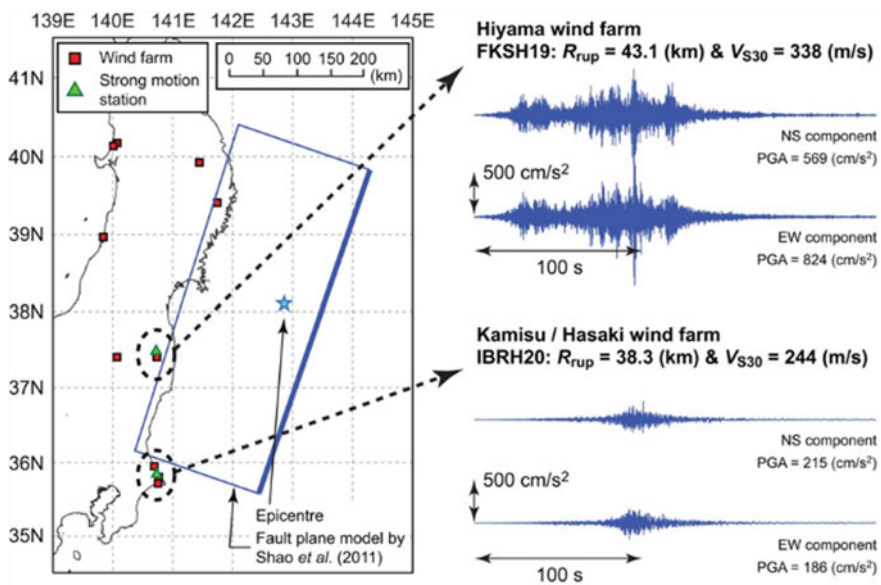 139E 140E 141E 142E 143E 144E 145E
41N
40N
39N
38N
37N
36N
35N
Wind farm
Strong motion
station
0 50 100 150 200
(km)
Epicentre
Fault plane model by
Shao et al. (2011)
Hiyama wind farm
FKSH19: Rrup = 43.1 (km) & VS30 = 338 (m/s)
NS component
PGA = 569 (cm/s²)
500 cm/s²
EW component
PGA = 824 (cm/s²)
100 s
Kamisu / Hasaki wind farm
IBRH20: Rrup = 38.3 (km) & VS30 = 244 (m/s)
NS component
PGA = 215 (cm/s²)
500 cm/s²
EW component
PGA = 186 (cm/s²)
100 s